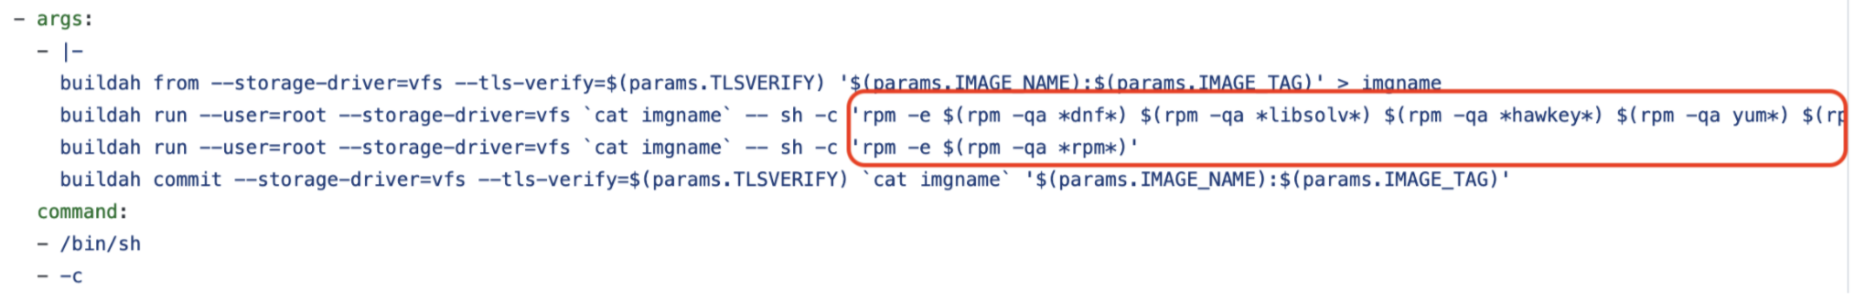 - args:
- |-
buildah from --storage-driver=vfs --tls-verify=$(params.TLSVERIFY) '$(params.IMAGE_NAME):$(params.IMAGE_TAG)' > imgname
buildah run --user=root --storage-driver=vfs `cat imgname` -- sh -c 'rpm -e $(rpm -qa *dnf*) $(rpm -qa *libsolv*) $(rpm -qa *hawkey*) $(rpm -qa yum*) $(rp
buildah run --user=root --storage-driver=vfs `cat imgname` -- sh -c 'rpm -e $(rpm -qa *rpm*)'
buildah commit --storage-driver=vfs --tls-verify=$(params.TLSVERIFY) `cat imgname` '$(params.IMAGE_NAME):$(params.IMAGE_TAG)'
command:
- /bin/sh
- -c